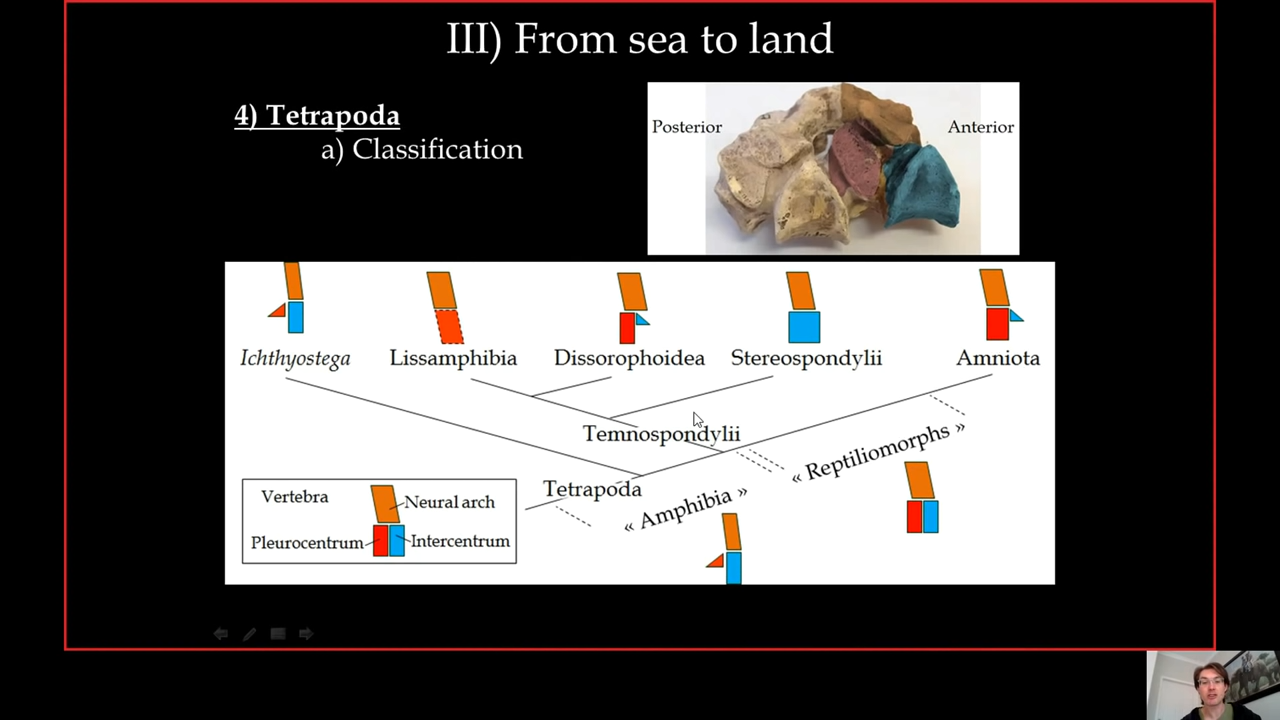 III) From sea to land
4) Tetrapoda
a) Classification
Posterior
Anterior
Ichthyostega
Lissamphibia
Dissorophoidea
Stereospondylii
Amniota
Temnospondylii
« Reptiliomorphs »
Tetrapoda
« Amphibia »
Vertebra
Neural arch
Pleurocentrum
Intercentrum